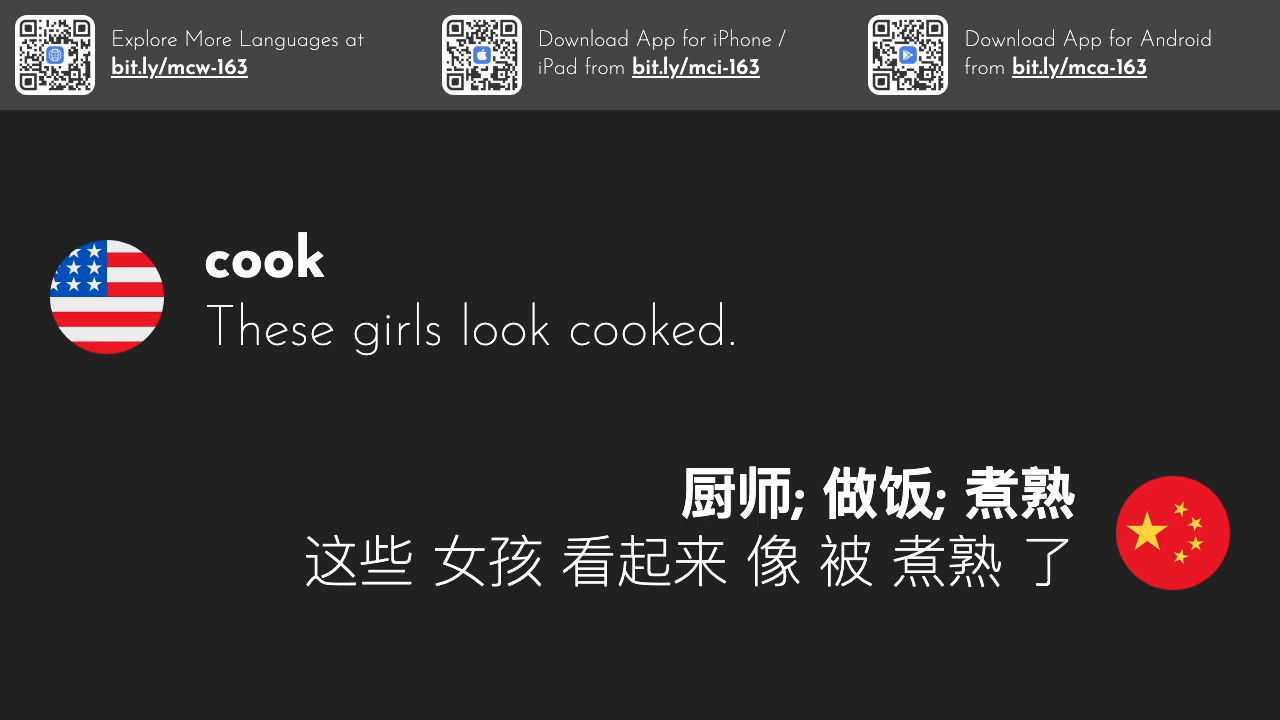 Explore More Languages at
bit.ly/mcw-163
Download App for iPhone /
iPad from bit.ly/mci-163
Download App for Android
from bit.ly/mca-163
cook
These girls look cooked.
厨师; 做饭; 煮熟
这些 女孩 看起来 像 被 煮熟 了